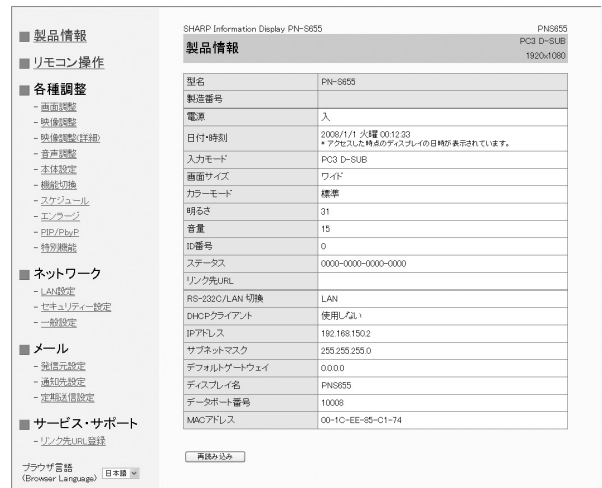 ■ 製品情報
■ リモコン操作
■ 各種調整
- 画面調整
- 映像調整
- 映像調整(詳細)
- 音声調整
- 本体設定
- 機能切換
- スケジュール
- エンラージ
- PIP/PbyP
- 特別機能
■ ネットワーク
- LAN設定
- セキュリティー設定
- 一般設定
■ メール
- 発信元設定
- 通知先設定
- 定期送信設定
■ サービス・サポート
- リンク先URL登録
ブラウザ言語
(Browser Language) 日本語
SHARP Information Display PN-S655 PNS655
製品情報 PC3 D-SUB
1920x1080
型名 PN-S655
製造番号
電源 入
日付・時刻 2008/1/1 火曜 00:12:33
* アクセスした時点のディスプレイの日時が表示されています。
入力モード PC3 D-SUB
画面サイズ ワイド
カラーモード 標準
明るさ 31
音量 15
ID番号 0
ステータス 0000-0000-0000-0000
リンク先URL
RS-232C/LAN 切換 LAN
DHCPクライアント 使用しない
IPアドレス 192.168.150.2
サブネットマスク 255.255.255.0
デフォルトゲートウェイ 0.0.0.0
ディスプレイ名 PNS655
データポート番号 10008
MACアドレス 00-1C-EE-85-C1-74
再読み込み